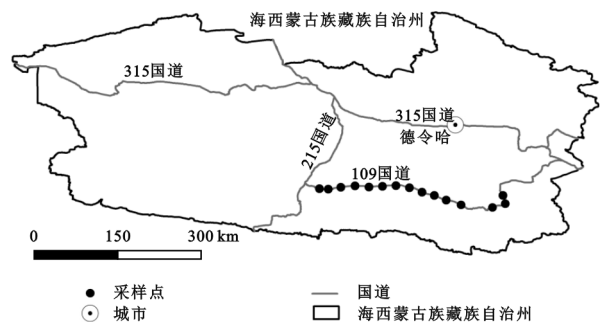 海西蒙古族藏族自治州
315国道
315国道
德令哈
215国道
109国道
0 150 300 km
采样点 国道
城市 海西蒙古族藏族自治州